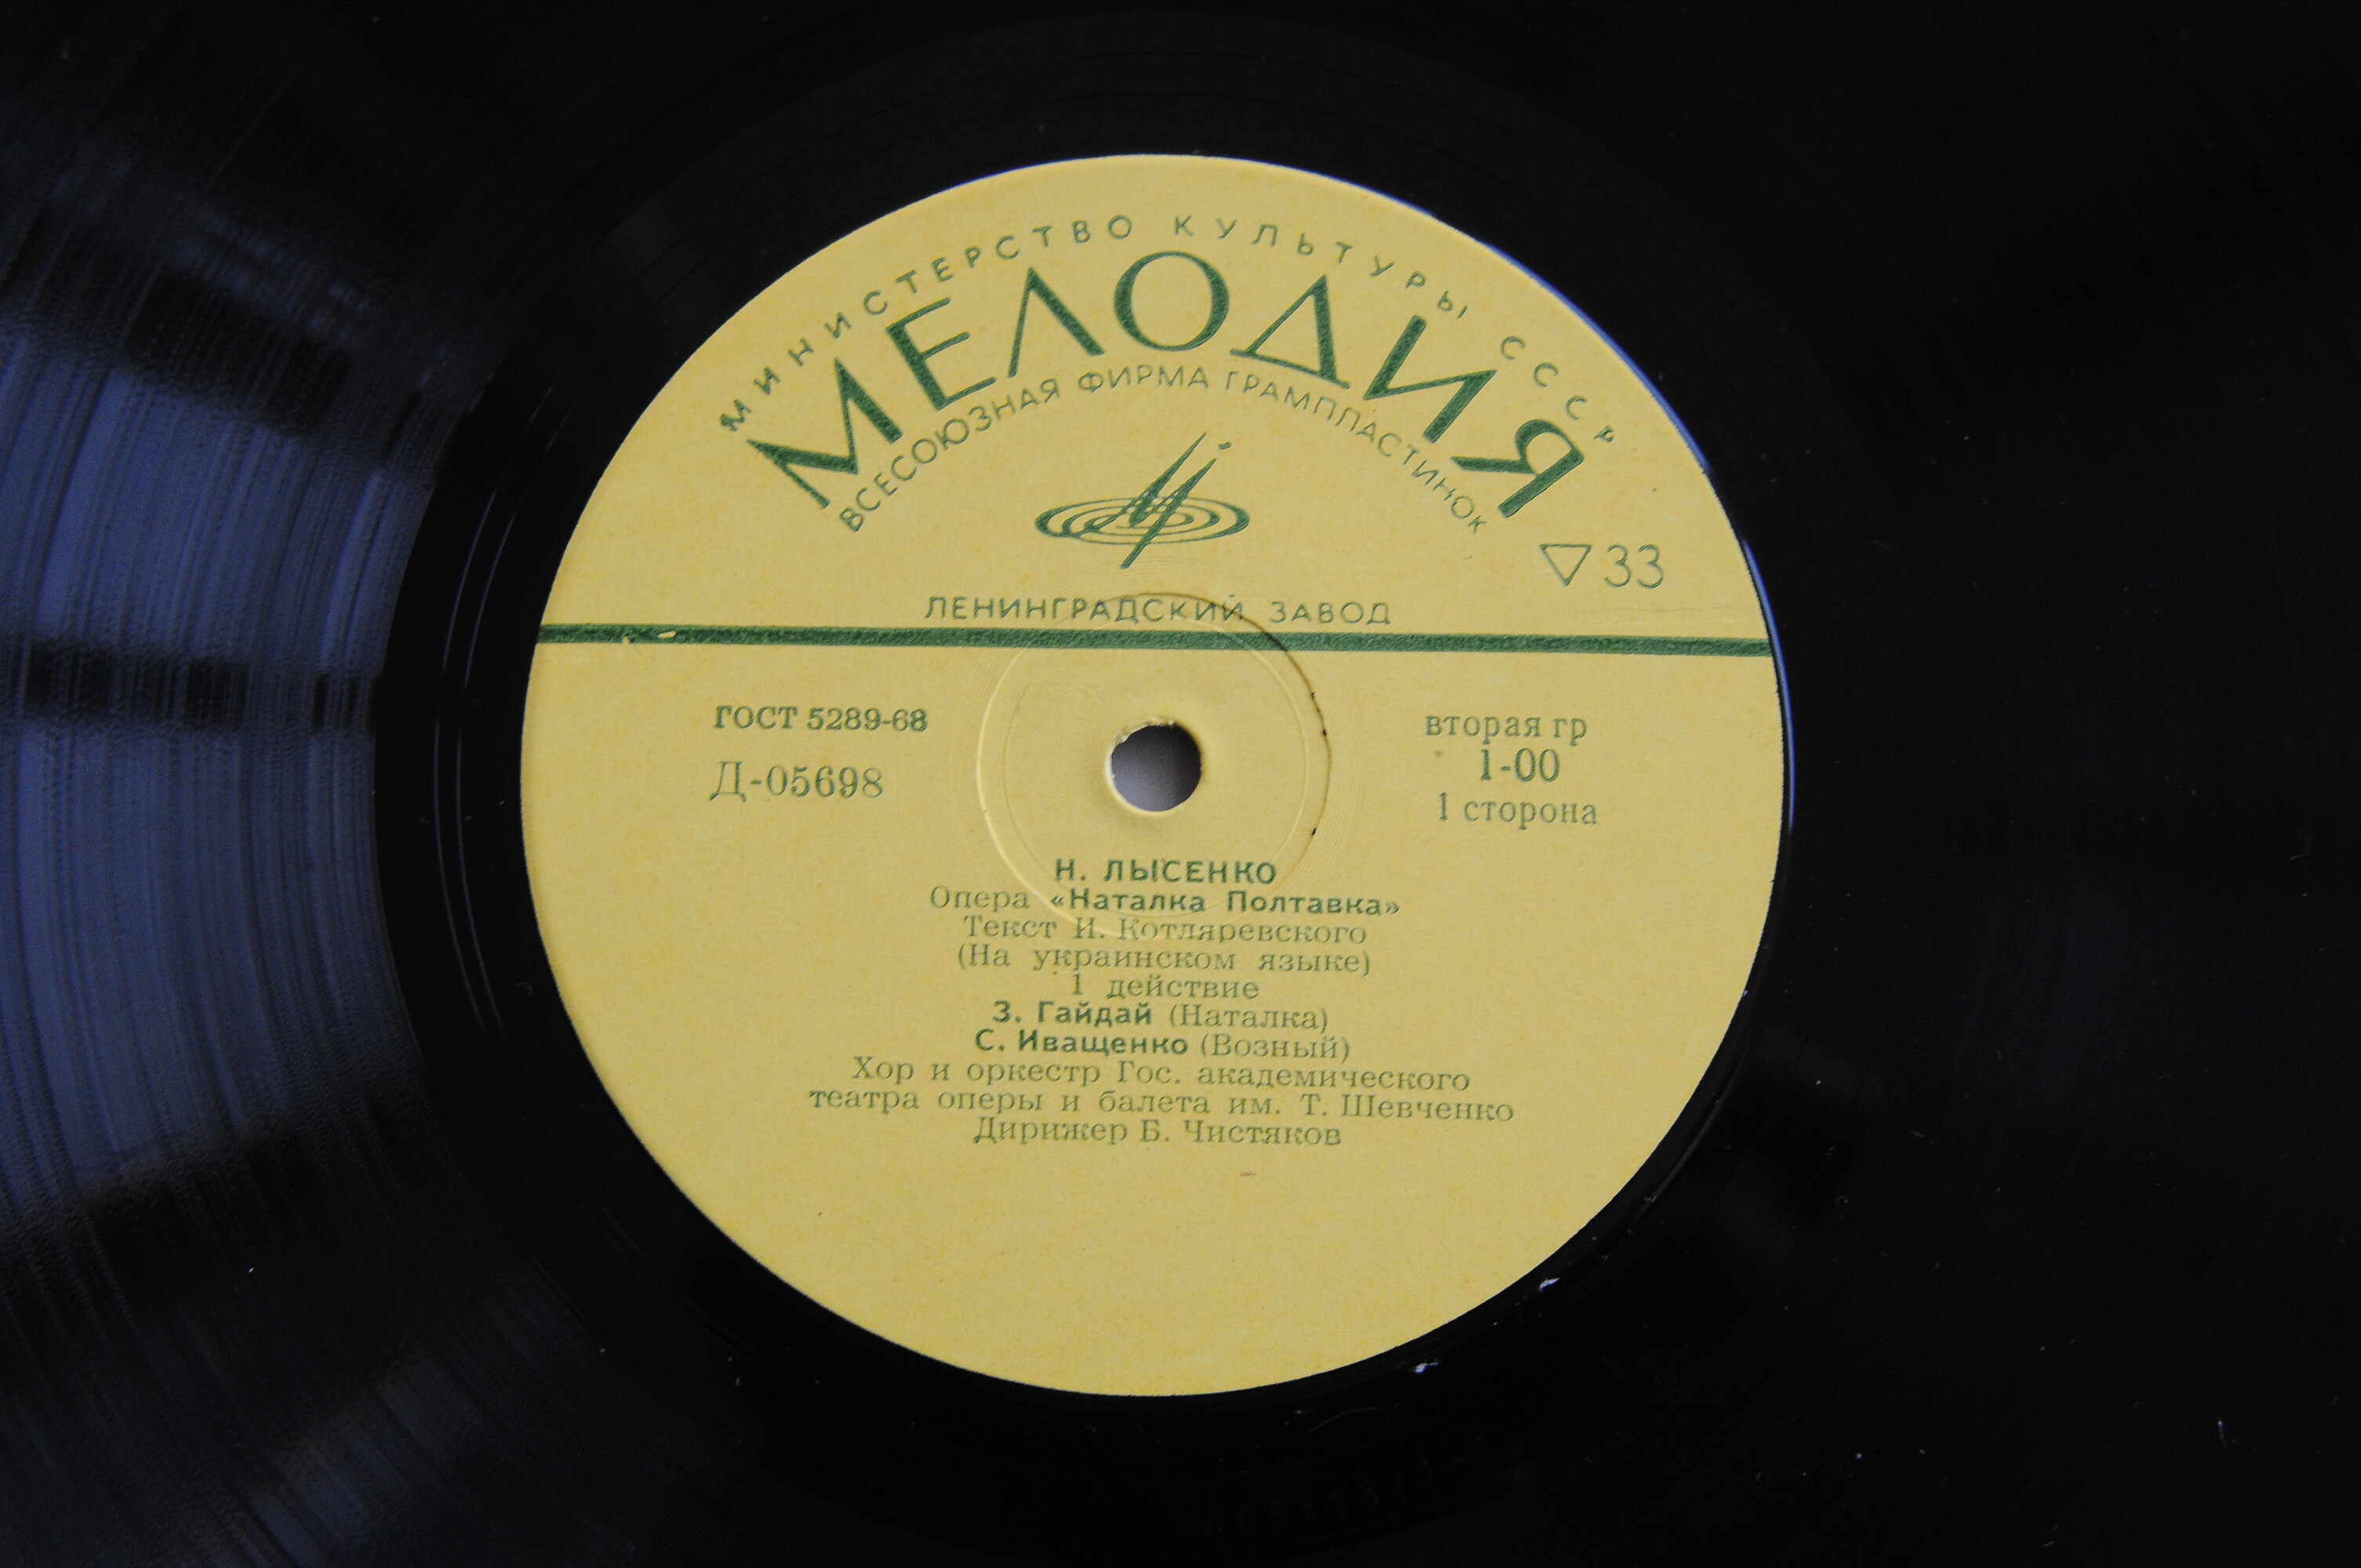 МИНИСТЕРСТВО КУЛЬТУРЫ СССР
МЕЛОДИЯ
ВСЕСОЮЗНАЯ ФИРМА ГРАМПЛАСТИНОК
▽33
ЛЕНИНГРАДСКИЙ ЗАВОД
ГОСТ 5289-68
Д-05698
вторая гр
1-00
1 сторона
Н. ЛЫСЕНКО
Опера «Наталка Полтавка»
Текст И. Котляревского
(На украинском языке)
1 действие
З. Гайдай (Наталка)
С. Иващенко (Возный)
Хор и оркестр Гос. академического
театра оперы и балета им. Т. Шевченко
Дирижер Б. Чистяков